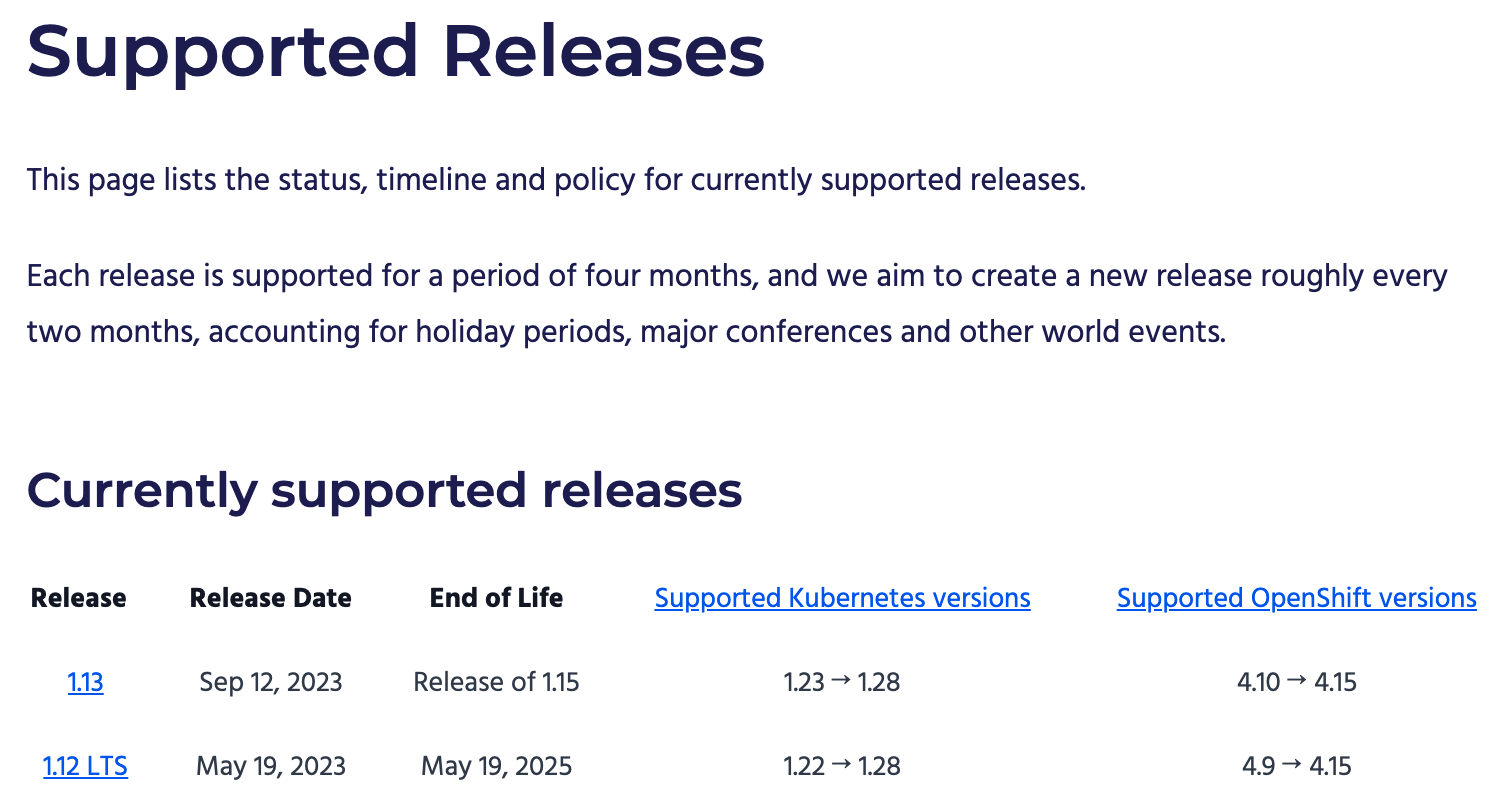 Supported Releases
This page lists the status, timeline and policy for currently supported releases.
Each release is supported for a period of four months, and we aim to create a new release roughly every
two months, accounting for holiday periods, major conferences and other world events.
Currently supported releases
Release Release Date End of Life Supported Kubernetes versions Supported OpenShift versions
1.13 Sep 12, 2023 Release of 1.15 1.23 → 1.28 4.10 → 4.15
1.12 LTS May 19, 2023 May 19, 2025 1.22 → 1.28 4.9 → 4.15